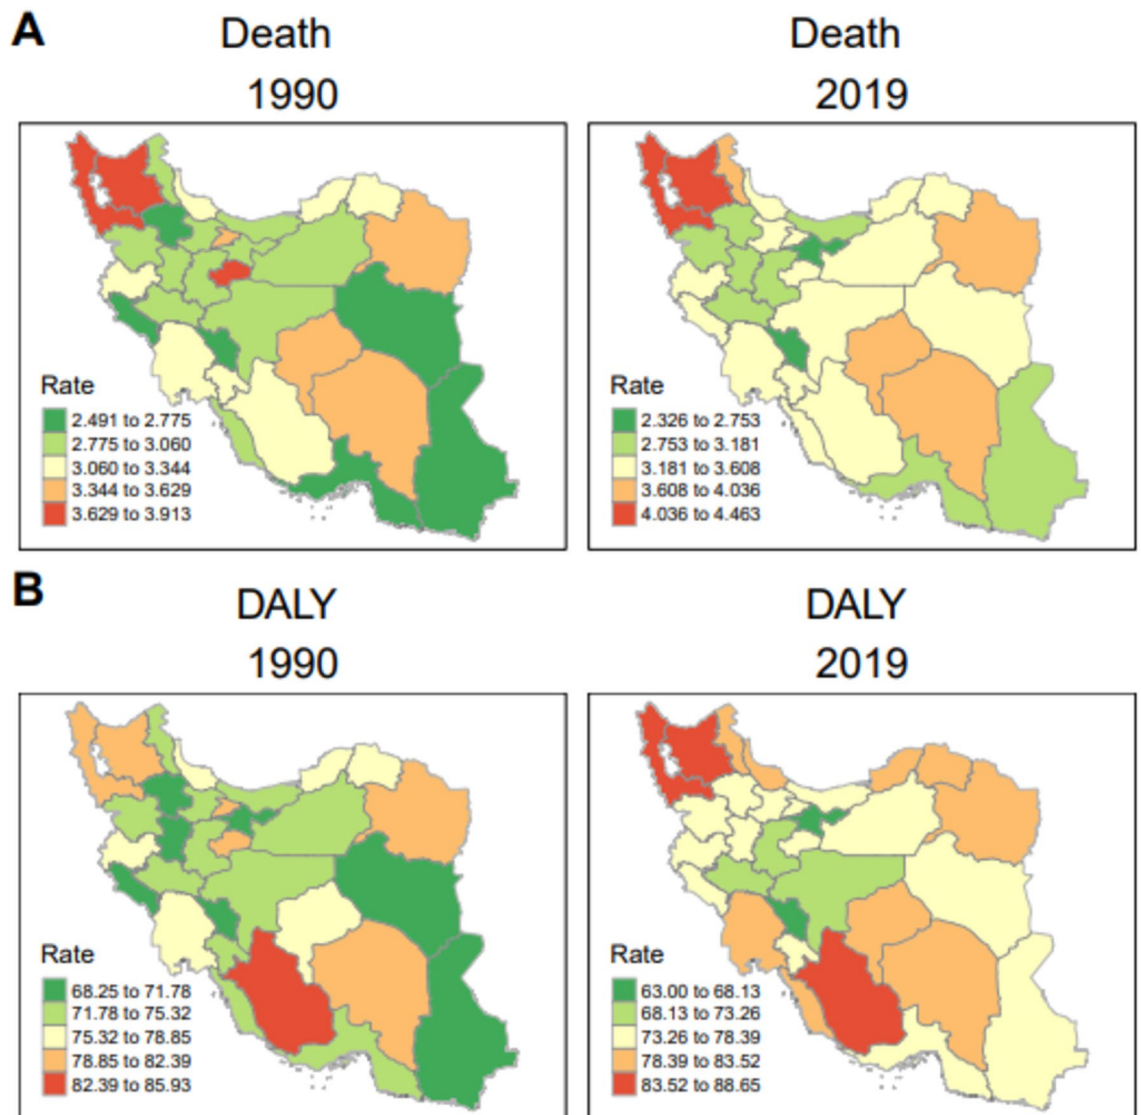 A
Death
1990
Death
2019
Rate
2.491 to 2.775
2.775 to 3.060
3.060 to 3.344
3.344 to 3.629
3.629 to 3.913
Rate
2.326 to 2.753
2.753 to 3.181
3.181 to 3.608
3.608 to 4.036
4.036 to 4.463
B
DALY
1990
DALY
2019
Rate
68.25 to 71.78
71.78 to 75.32
75.32 to 78.85
78.85 to 82.39
82.39 to 85.93
Rate
63.00 to 68.13
68.13 to 73.26
73.26 to 78.39
78.39 to 83.52
83.52 to 88.65